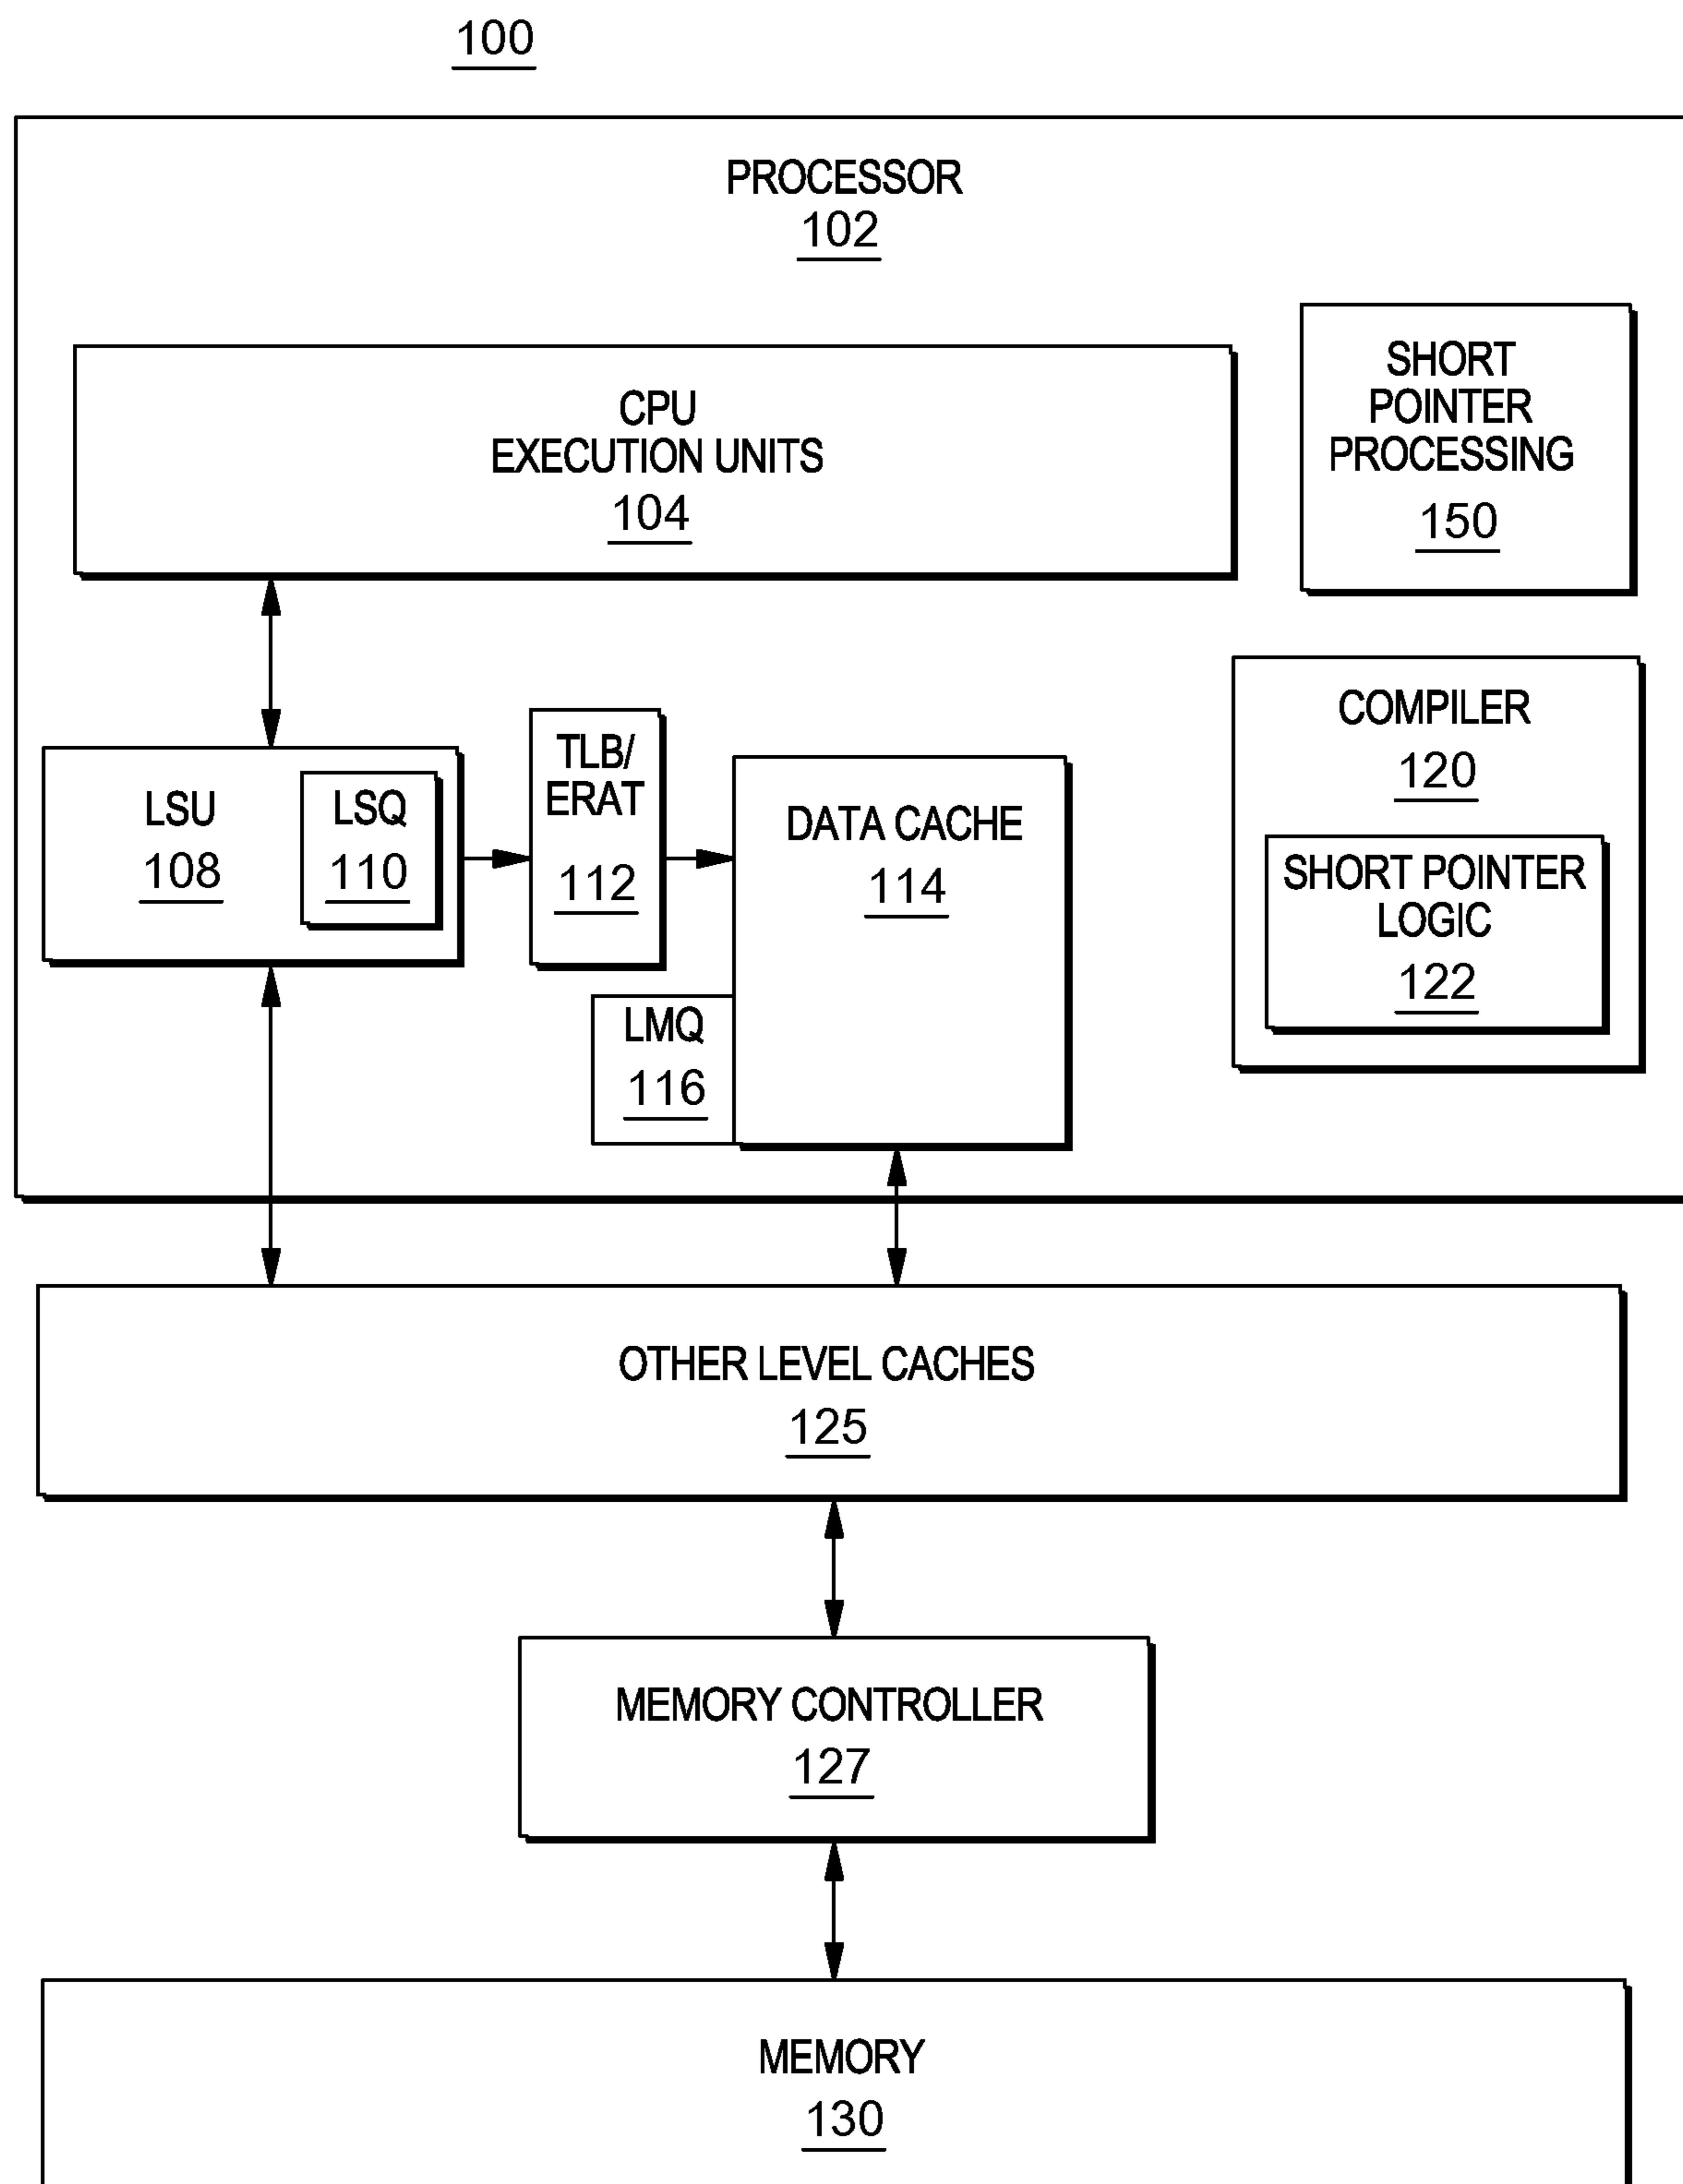 100
PROCESSOR
102
CPU
EXECUTION UNITS
104
SHORT
POINTER
PROCESSING
150
LSU
108
LSQ
110
TLB/
ERAT
112
DATA CACHE
114
LMQ
116
COMPILER
120
SHORT POINTER
LOGIC
122
OTHER LEVEL CACHES
125
MEMORY CONTROLLER
127
MEMORY
130